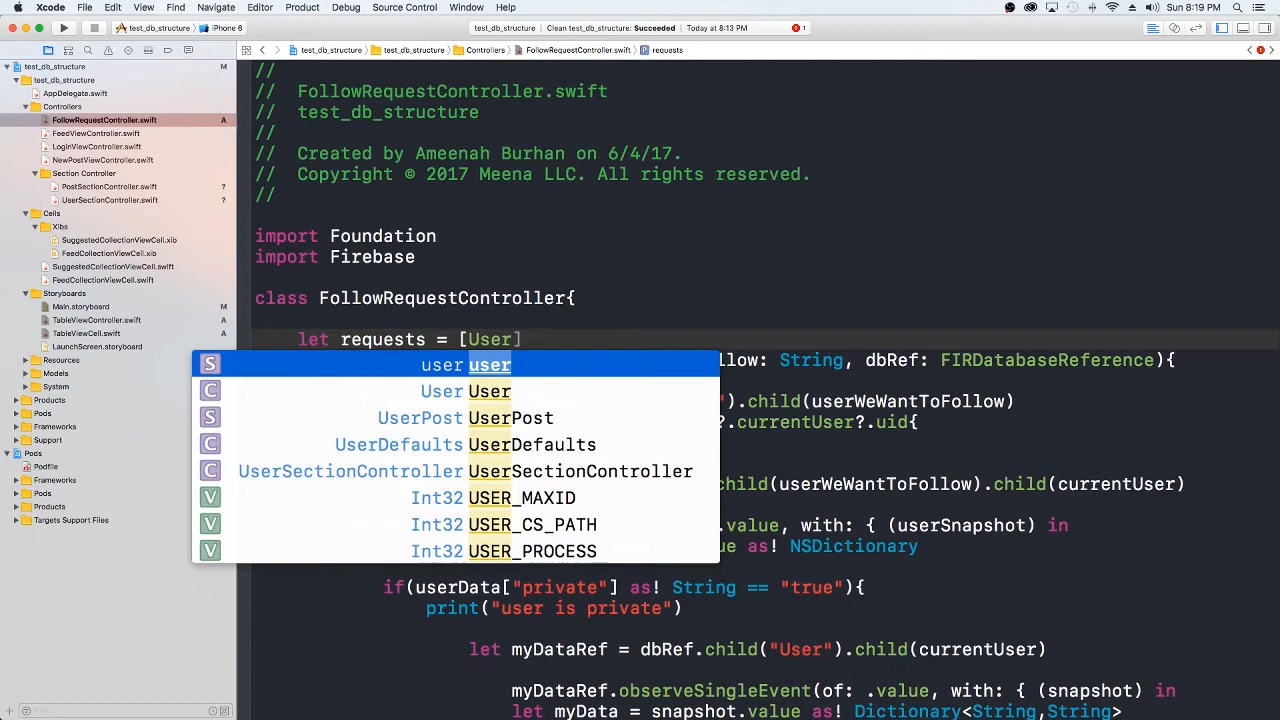 Xcode File Edit View Find Navigate Editor Product Debug Source Control Window Help Sun 8:19 PM
test_db_structure iPhone 6 test_db_structure Clean test_db_structure: Succeeded Today at 8:13 PM 1
test_db_structure test_db_structure Controllers FollowRequestController.swift requests
test_db_structure M
test_db_structure
AppDelegate.swift
Controllers
FollowRequestController.swift A
FeedViewController.swift
LoginViewController.swift
NewPostViewController.swift
Section Controller
PostSectionController.swift ?
UserSectionController.swift ?
Cells
Xibs
SuggestedCollectionViewCell.xib
FeedCollectionViewCell.xib
SuggestedCollectionViewCell.swift
FeedCollectionViewCell.swift
Storyboards
Main.storyboard M
TableViewController.swift A
TableViewCell.swift A
LaunchScreen.storyboard
Resources
Models
System
Products
Pods
Frameworks
Support
Pods
Podfile
Frameworks
Pods
Products
Targets Support Files
//
// FollowRequestController.swift
// test_db_structure
//
// Created by Ameenah Burhan on 6/4/17.
// Copyright © 2017 Meena LLC. All rights reserved.
//
import Foundation
import Firebase
class FollowRequestController{
let requests = [User]
S user user
C User User
S UserPost UserPost
C UserDefaults UserDefaults
C UserSectionController UserSectionController
V Int32 USER_MAXID
V Int32 USER_CS_PATH
V Int32 USER_PROCESS
llow: String, dbRef: FIRDatabaseReference){
").child(userWeWantToFollow)
?.currentUser?.uid{
child(userWeWantToFollow).child(currentUser)
.value, with: { (userSnapshot) in
ue as! NSDictionary
if(userData["private"] as! String == "true"){
print("user is private")
let myDataRef = dbRef.child("User").child(currentUser)
myDataRef.observeSingleEvent(of: .value, with: { (snapshot) in
let myData = snapshot.value as! Dictionary<String,String>